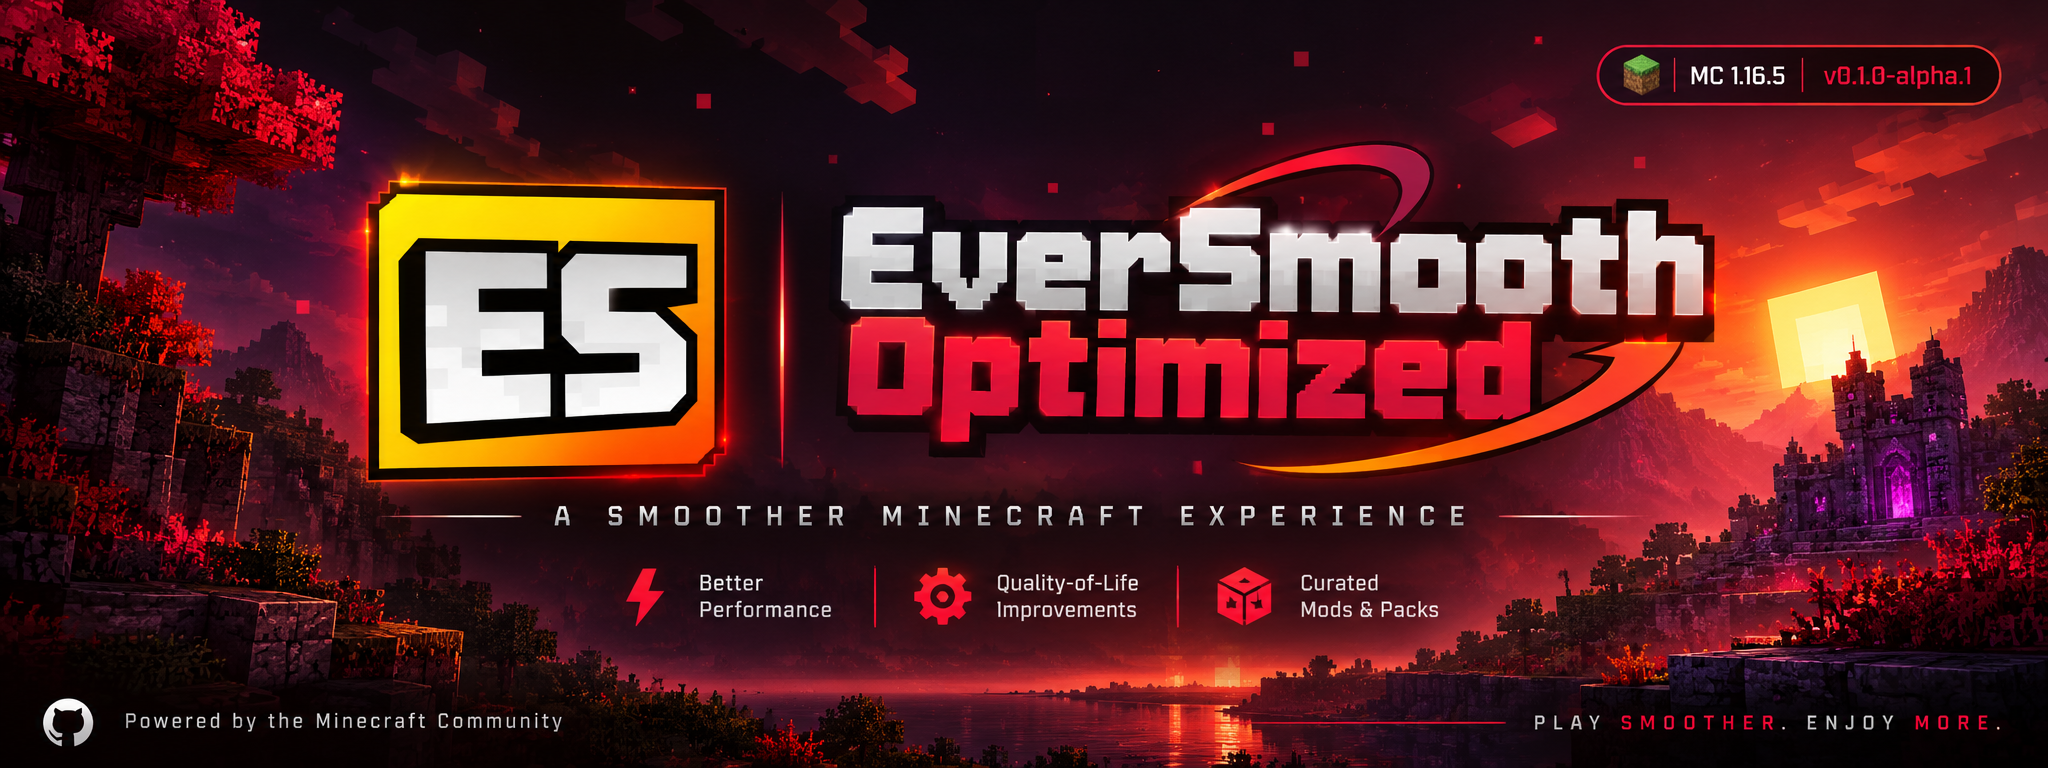 MC 1.16.5
v0.1.0-alpha.1
ES
EverSmooth
Optimized
A SMOOTHER MINECRAFT EXPERIENCE
Better
Performance
Quality-of-Life
Improvements
Curated
Mods & Packs
Powered by the Minecraft Community
PLAY SMOOTHER. ENJOY MORE.